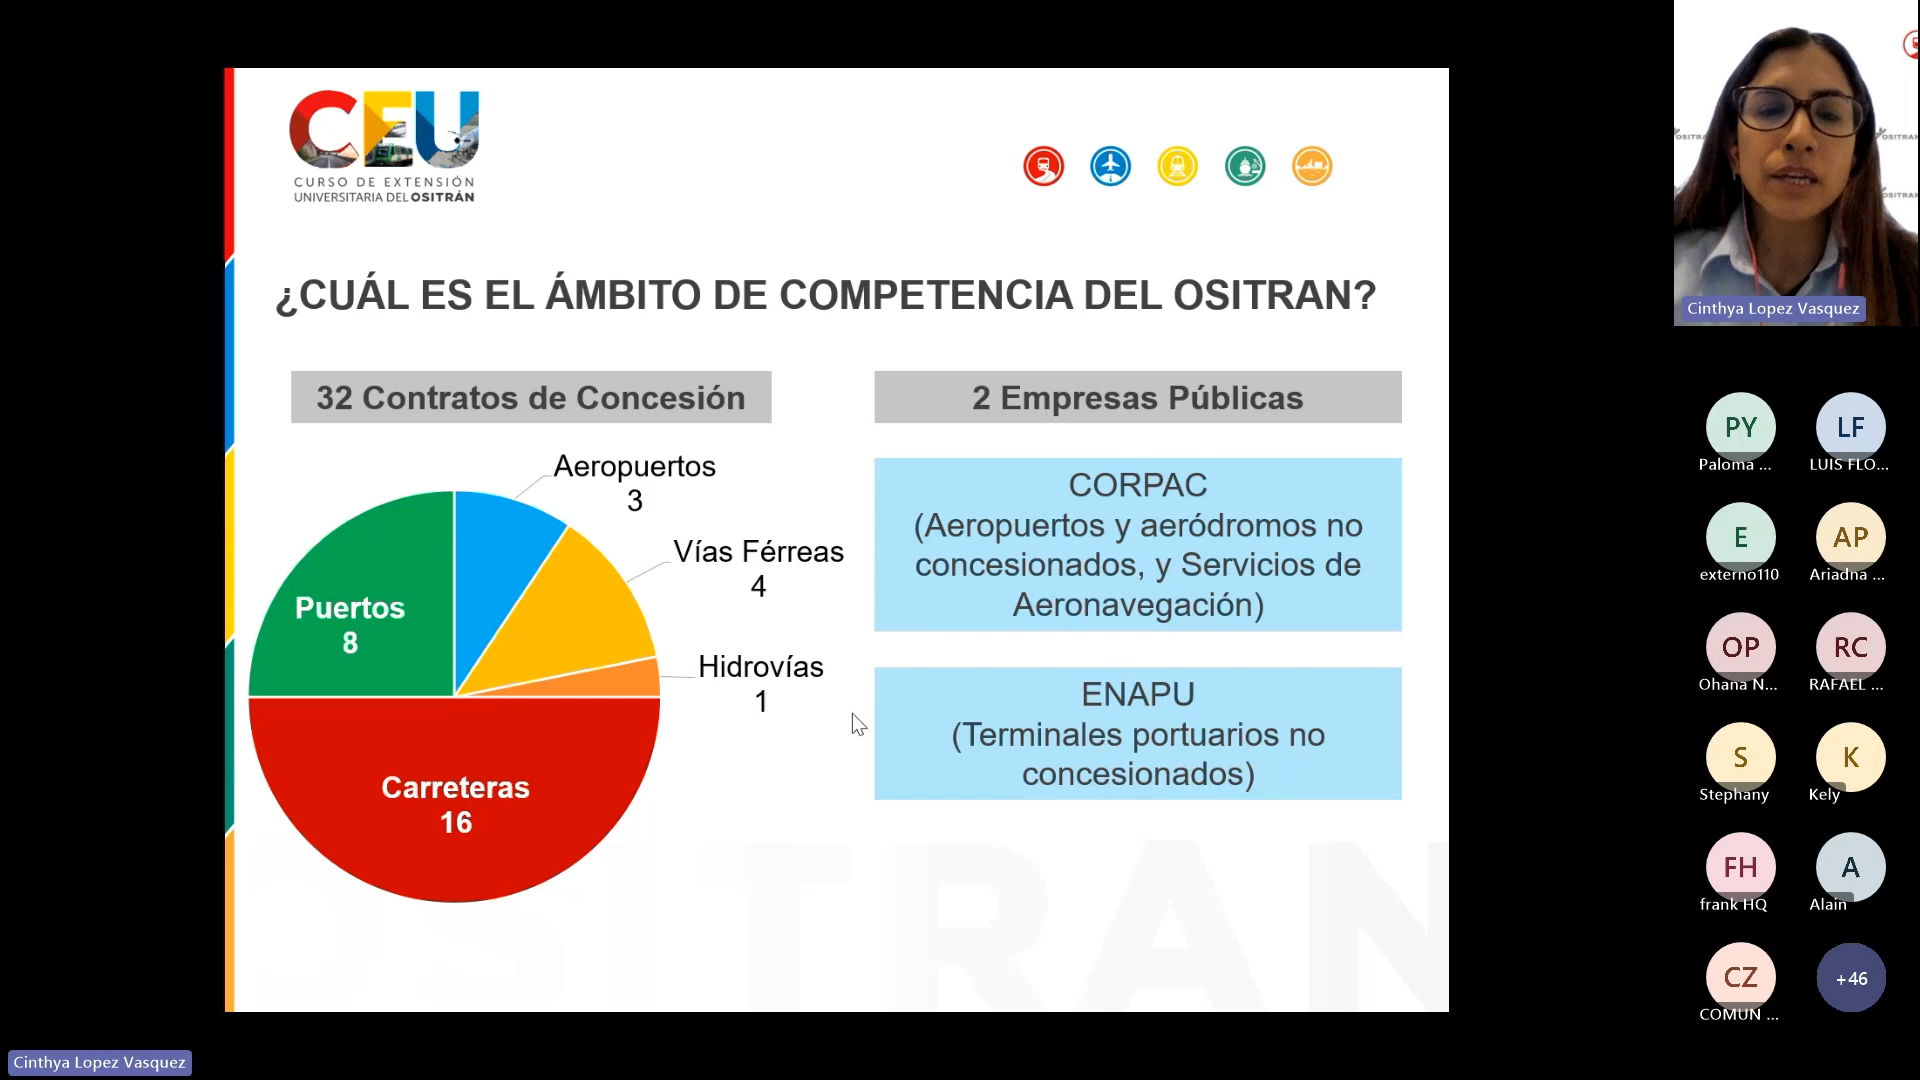 CEU
CURSO DE EXTENSIÓN
UNIVERSITARIA DEL OSITRÁN
¿CUÁL ES EL ÁMBITO DE COMPETENCIA DEL OSITRAN?
32 Contratos de Concesión
Aeropuertos
3
Vías Férreas
4
Hidrovías
1
Puertos
8
Carreteras
16
2 Empresas Públicas
CORPAC
(Aeropuertos y aeródromos no
concesionados, y Servicios de
Aeronavegación)
ENAPU
(Terminales portuarios no
concesionados)
OSITRAN
Cinthya Lopez Vasquez
PY
Paloma ...
LF
LUIS FLO...
E
externo110
AP
Ariadna ...
OP
Ohana N...
RC
RAFAEL ...
S
Stephany
K
Kely
FH
frank HQ
A
Alain
CZ
COMUN ...
+46
Cinthya Lopez Vasquez